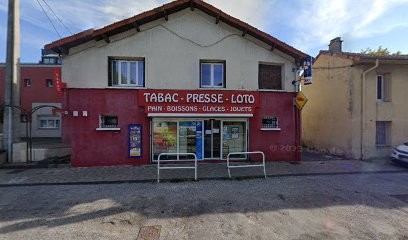 TABAC - PRESSE - LOTO
PAIN - BOISSONS - GLACES - JOUETS